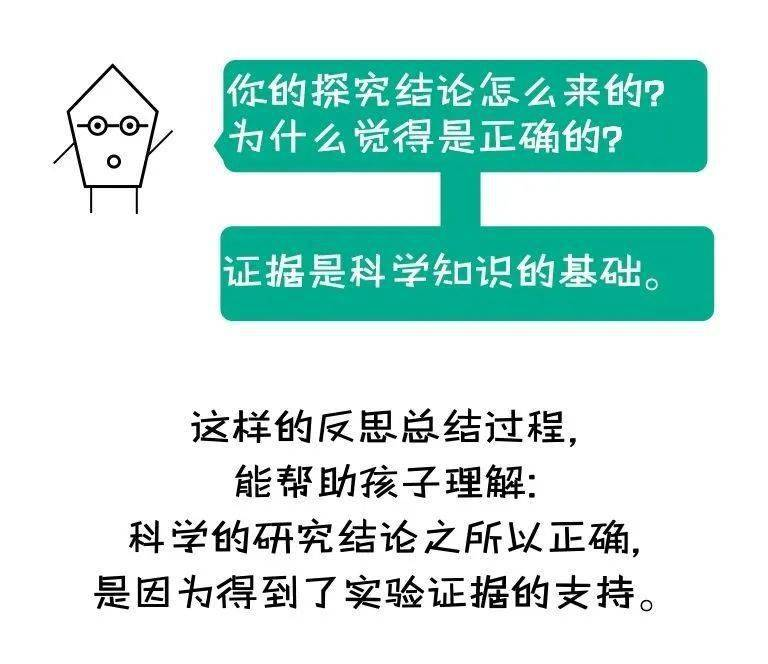 你的探究结论怎么来的?
为什么觉得是正确的?
证据是科学知识的基础。
这样的反思总结过程,
能帮助孩子理解:
科学的研究结论之所以正确,
是因为得到了实验证据的支持。